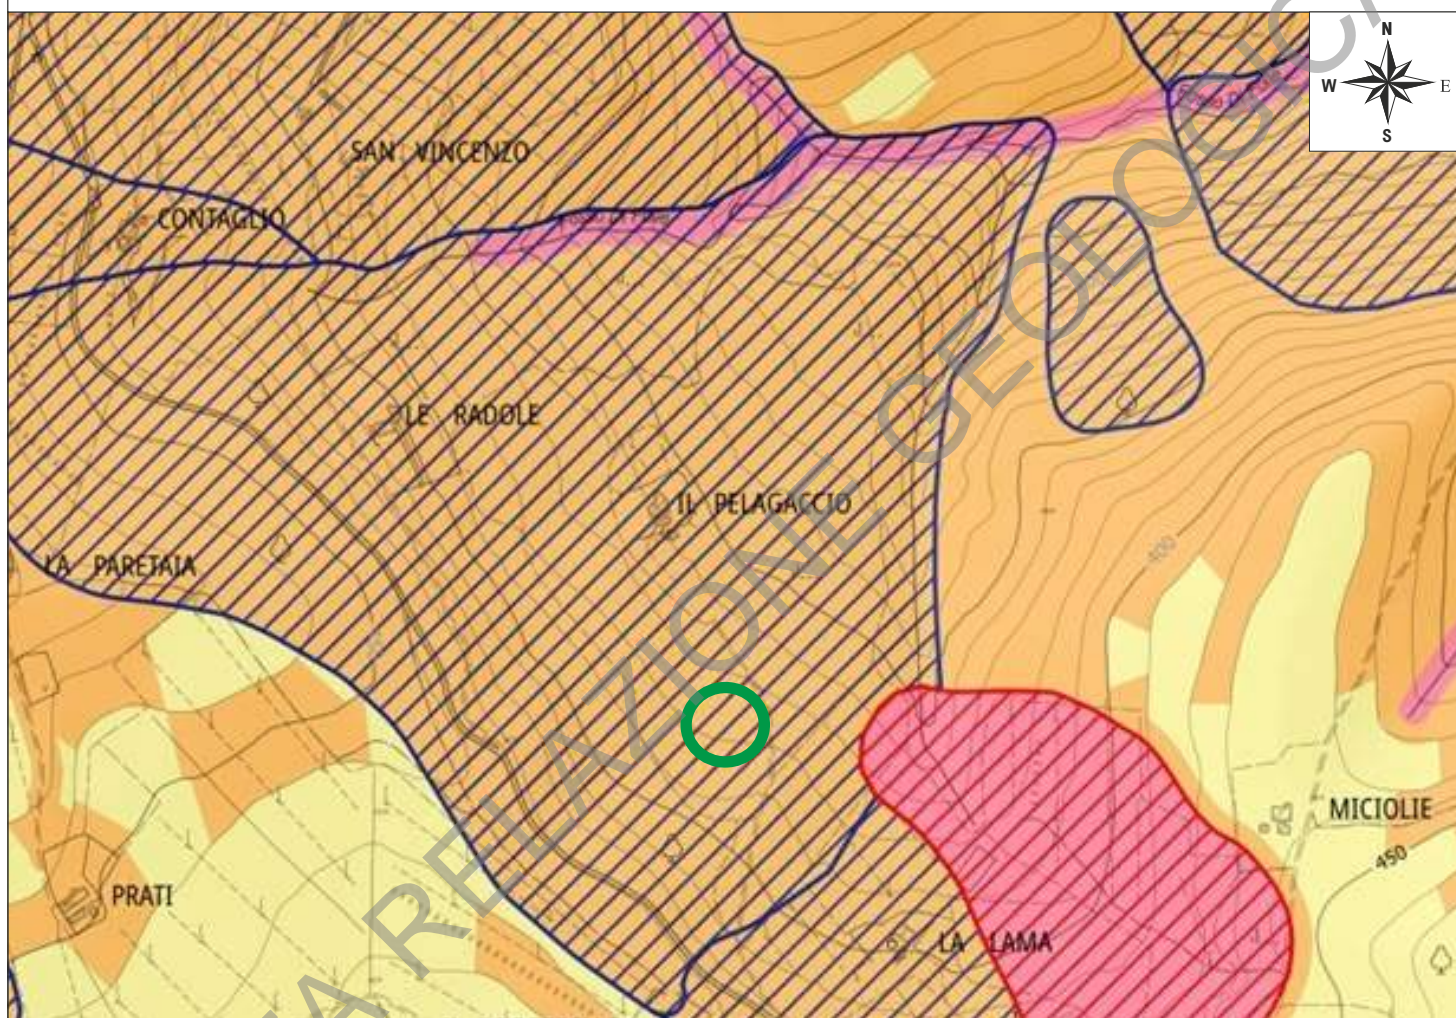 N
W E
S
SAN VINCENZO
CONTAGLIO
LE RADOLE
IL PELAGACCIO
400
LA PARETAIA
MICIOLIE
450
PRATI
LA LAMA
A RELAZIONE GEOLOGICA